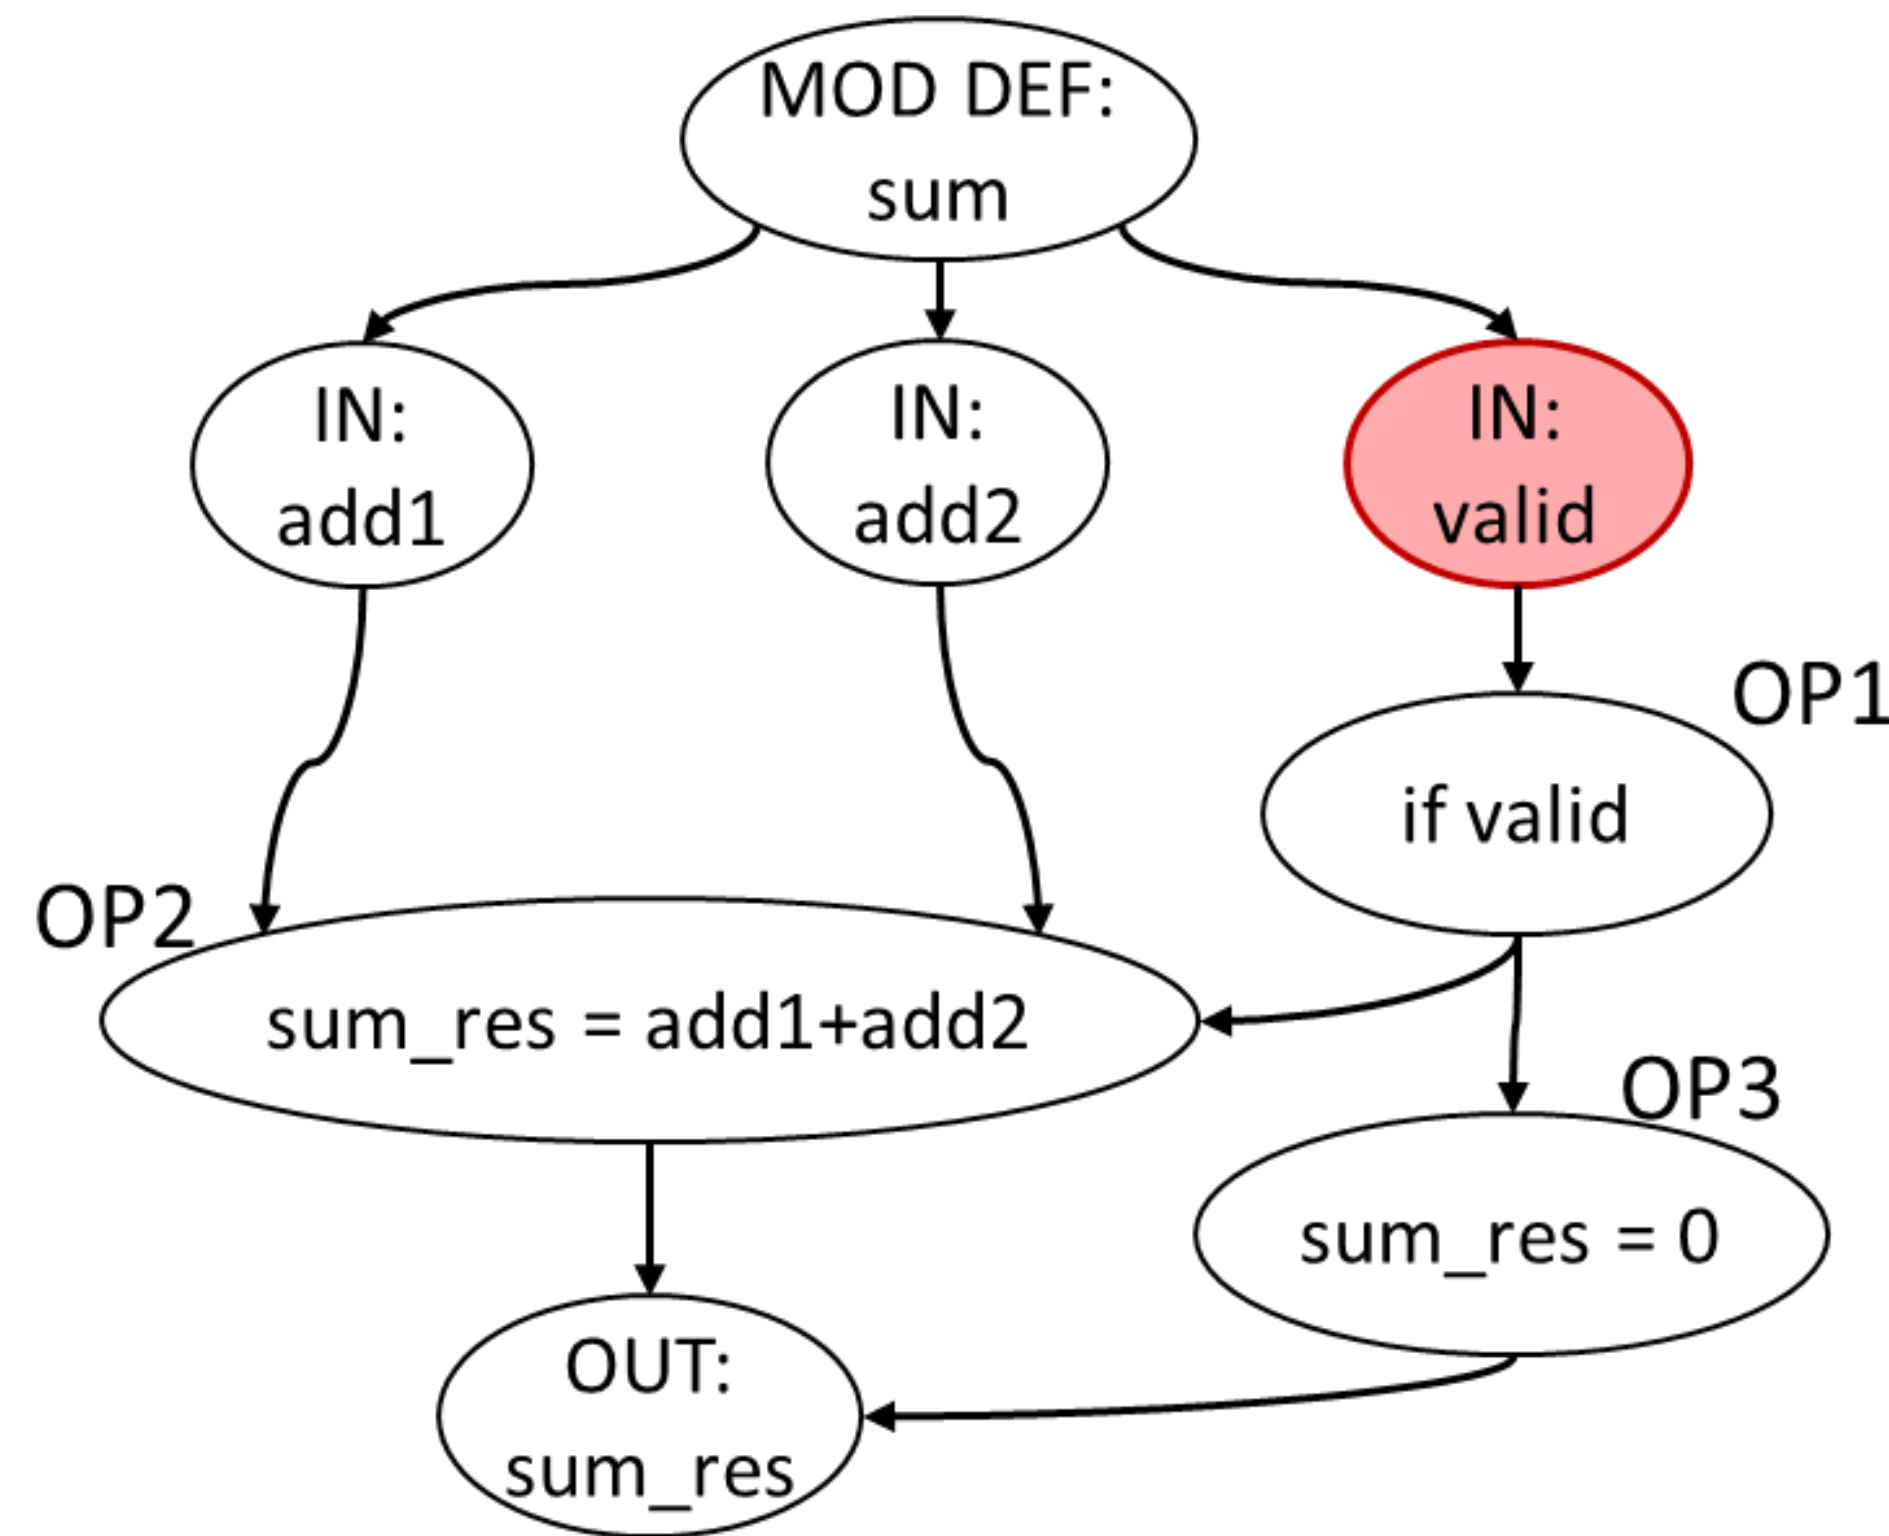 MOD DEF:
sum
IN:
add1
IN:
add2
IN:
valid
OP1
if valid
OP2
sum_res = add1+add2
OP3
sum_res = 0
OUT:
sum_res